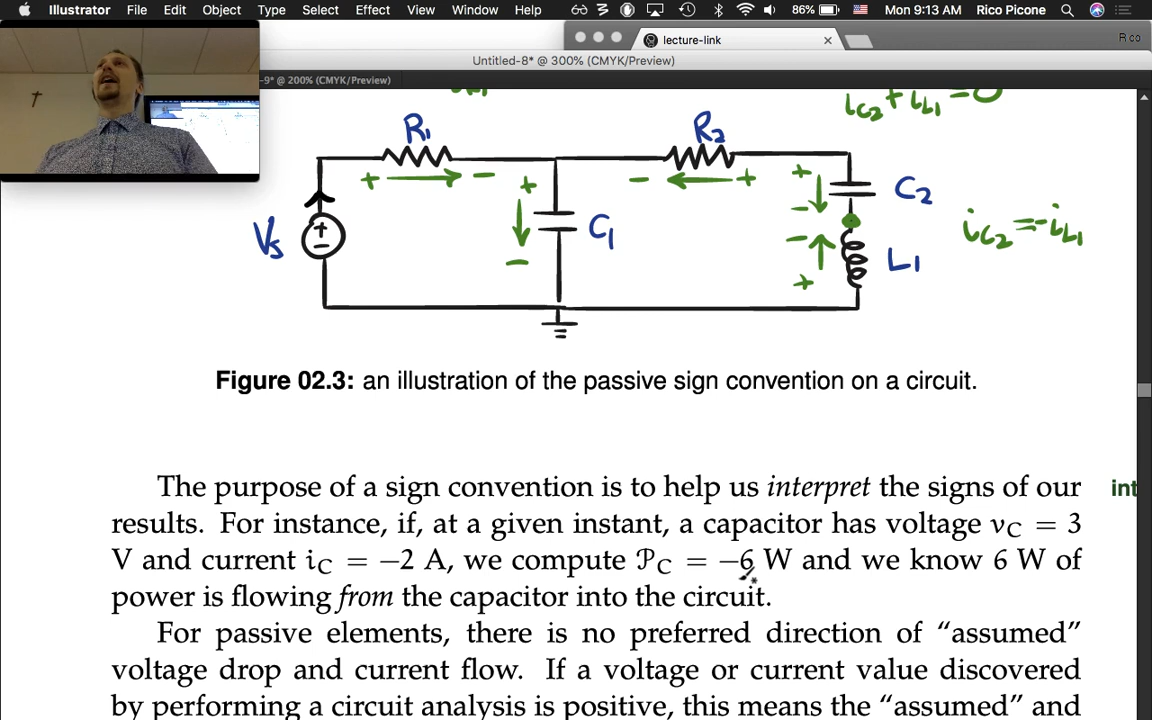 Illustrator File Edit Object Type Select Effect View Window Help 86% Mon 9:13 AM Rico Picone
lecture-link
Untitled-8* @ 300% (CMYK/Preview)
-9* @ 200% (CMYK/Preview)
iC2 + iL1 = 0
R1 R2
+ → - - ← +
+ - Vs + - C1 + - C2
iC2 = -iL1
- + L1
Figure 02.3: an illustration of the passive sign convention on a circuit.
The purpose of a sign convention is to help us interpret the signs of our
int
results. For instance, if, at a given instant, a capacitor has voltage vC = 3
V and current iC = −2 A, we compute PC = −6 W and we know 6 W of
power is flowing from the capacitor into the circuit.
For passive elements, there is no preferred direction of “assumed”
voltage drop and current flow. If a voltage or current value discovered
by performing a circuit analysis is positive, this means the “assumed” and